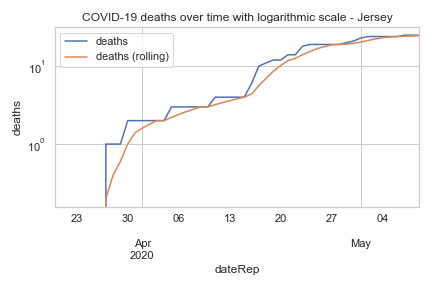 COVID-19 deaths over time with logarithmic scale - Jersey
deaths
deaths (rolling)
10¹
10⁰
deaths
23 30 06 13 20 27 04
Apr May
2020
dateRep